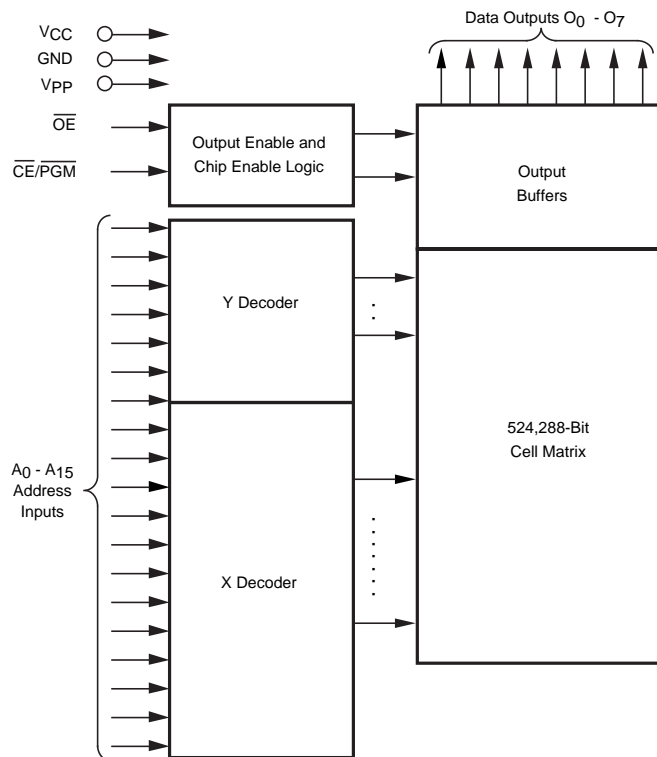 VCC
GND
VPP
OE
CE/PGM
Output Enable and
Chip Enable Logic
Data Outputs O0 - O7
Output
Buffers
Y Decoder
524,288-Bit
Cell Matrix
A0 - A15
Address
Inputs
X Decoder